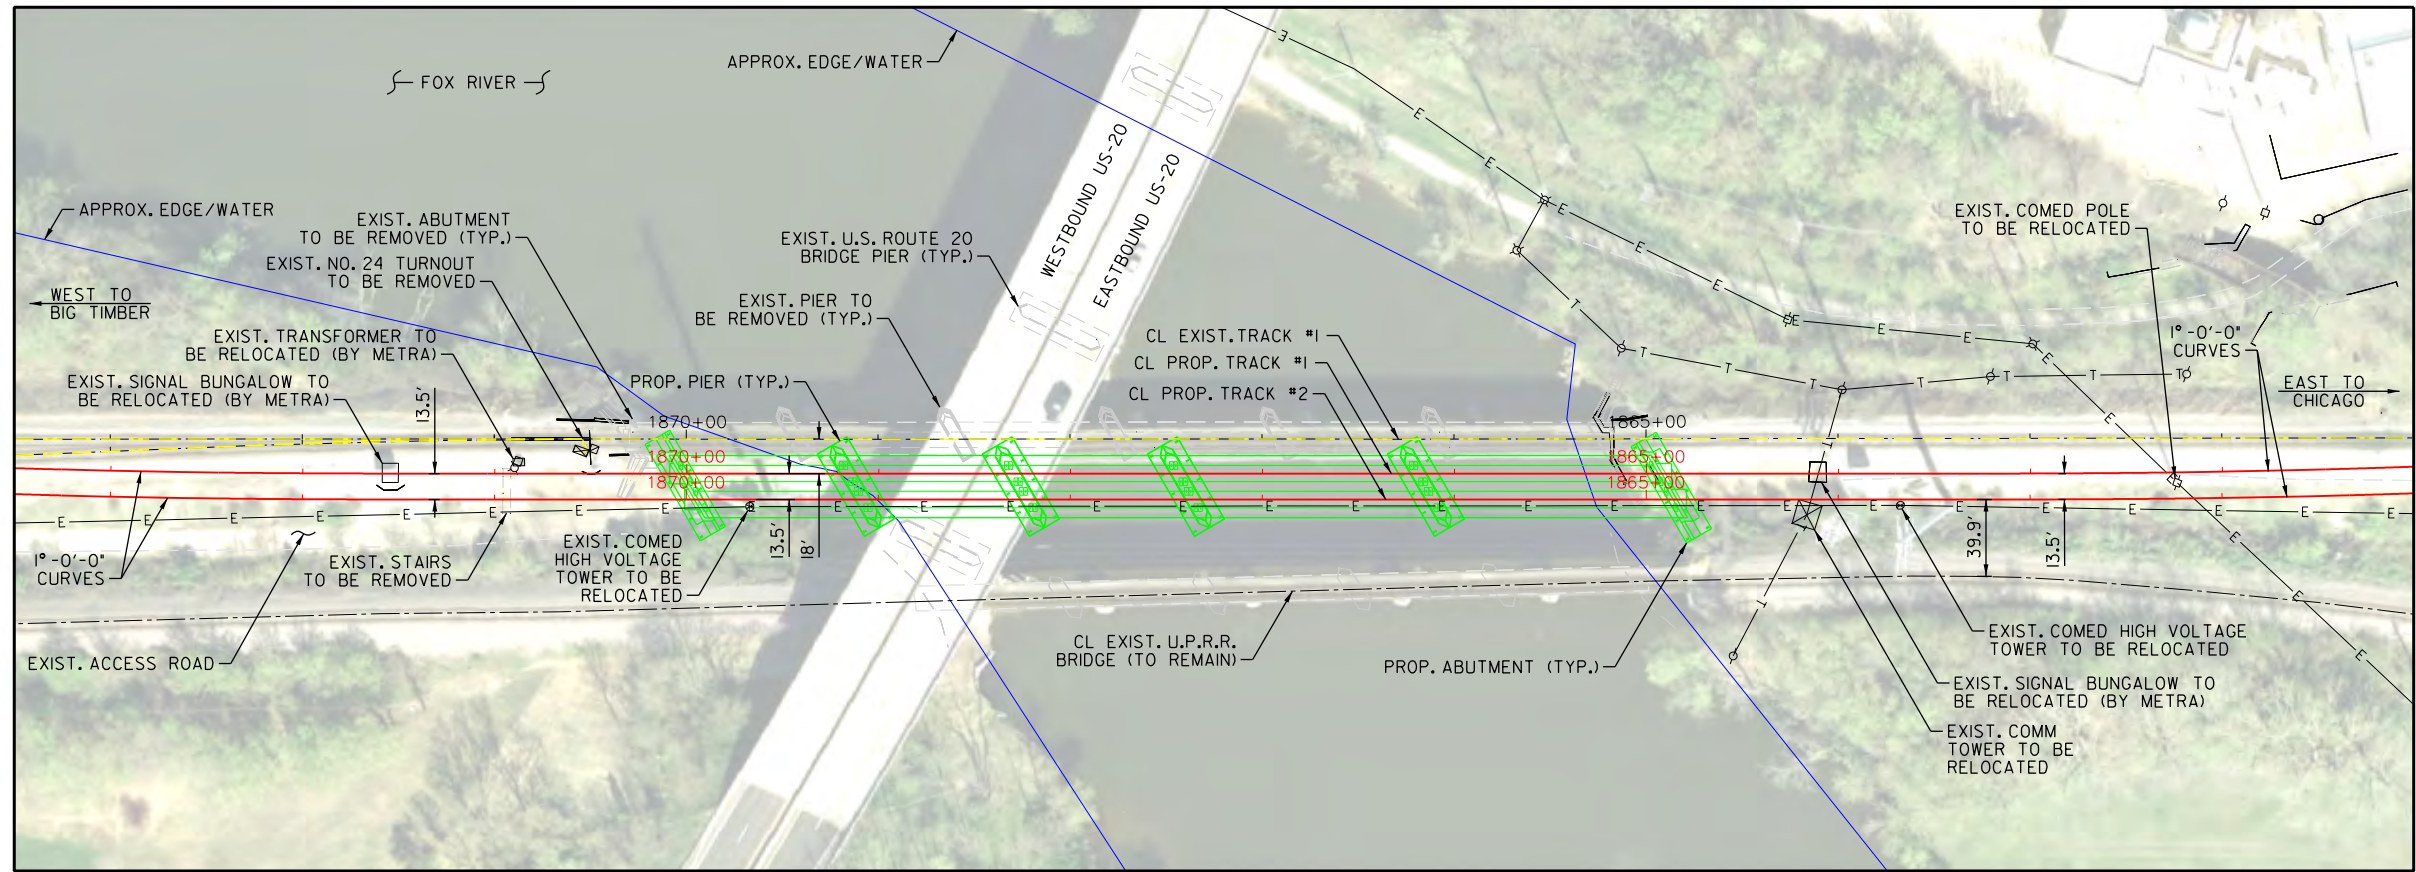 FOX RIVER
APPROX. EDGE/WATER
APPROX. EDGE/WATER
EXIST. ABUTMENT
TO BE REMOVED (TYP.)
EXIST. NO. 24 TURNOUT
TO BE REMOVED
WEST TO
BIG TIMBER
EXIST. TRANSFORMER TO
BE RELOCATED (BY METRA)
EXIST. SIGNAL BUNGALOW TO
BE RELOCATED (BY METRA)
13.5'
EXIST. U.S. ROUTE 20
BRIDGE PIER (TYP.)
EXIST. PIER TO
BE REMOVED (TYP.)
PROP. PIER (TYP.)
WESTBOUND US-20
EASTBOUND US-20
CL EXIST. TRACK #1
CL PROP. TRACK #1
CL PROP. TRACK #2
EXIST. COMED POLE
TO BE RELOCATED
1°-0'-0"
CURVES
EAST TO
CHICAGO
1870+00
1870+00
1870+00
1865+00
1865+00
1865+00
1°-0'-0"
CURVES
EXIST. STAIRS
TO BE REMOVED
EXIST. ACCESS ROAD
EXIST. COMED
HIGH VOLTAGE
TOWER TO BE
RELOCATED
13.5'
18'
CL EXIST. U.P.R.R.
BRIDGE (TO REMAIN)
PROP. ABUTMENT (TYP.)
39.9'
13.5'
EXIST. COMED HIGH VOLTAGE
TOWER TO BE RELOCATED
EXIST. SIGNAL BUNGALOW TO
BE RELOCATED (BY METRA)
EXIST. COMM
TOWER TO BE
RELOCATED
E E E E E E E E E E E E E E E E E E E E E E E E E
E E E E E E E E E E E E E E
T T T T T T T T